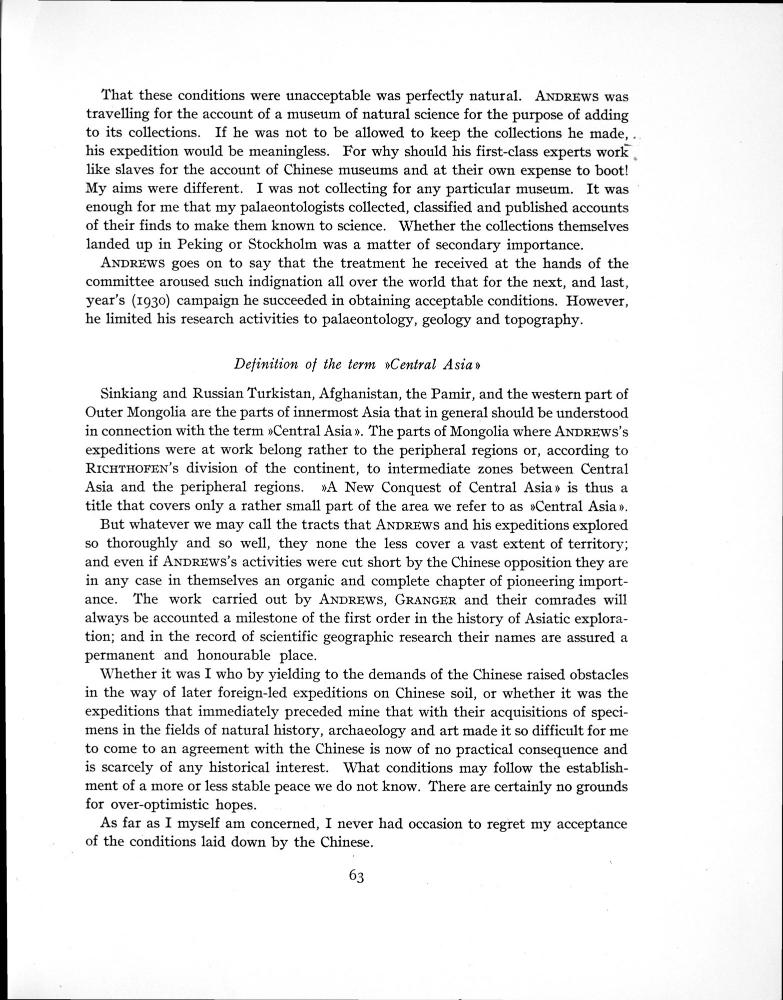 That these conditions were unacceptable was perfectly natural. ANDREWS was
travelling for the account of a museum of natural science for the purpose of adding
to its collections. If he was not to be allowed to keep the collections he made,
his expedition would be meaningless. For why should his first-class experts work
like slaves for the account of Chinese museums and at their own expense to boot!
My aims were different. I was not collecting for any particular museum. It was
enough for me that my palaeontologists collected, classified and published accounts
of their finds to make them known to science. Whether the collections themselves
landed up in Peking or Stockholm was a matter of secondary importance.
ANDREWS goes on to say that the treatment he received at the hands of the
committee aroused such indignation all over the world that for the next, and last,
year's (1930) campaign he succeeded in obtaining acceptable conditions. However,
he limited his research activities to palaeontology, geology and topography.
Definition of the term »Central Asia»
Sinkiang and Russian Turkistan, Afghanistan, the Pamir, and the western part of
Outer Mongolia are the parts of innermost Asia that in general should be understood
in connection with the term »Central Asia». The parts of Mongolia where ANDREWS's
expeditions were at work belong rather to the peripheral regions or, according to
RICHTHOFEN's division of the continent, to intermediate zones between Central
Asia and the peripheral regions. »A New Conquest of Central Asia» is thus a
title that covers only a rather small part of the area we refer to as »Central Asia».
But whatever we may call the tracts that ANDREWS and his expeditions explored
so thoroughly and so well, they none the less cover a vast extent of territory;
and even if ANDREWS's activities were cut short by the Chinese opposition they are
in any case in themselves an organic and complete chapter of pioneering import-
ance. The work carried out by ANDREWS, GRANGER and their comrades will
always be accounted a milestone of the first order in the history of Asiatic explora-
tion; and in the record of scientific geographic research their names are assured a
permanent and honourable place.
Whether it was I who by yielding to the demands of the Chinese raised obstacles
in the way of later foreign-led expeditions on Chinese soil, or whether it was the
expeditions that immediately preceded mine that with their acquisitions of speci-
mens in the fields of natural history, archaeology and art made it so difficult for me
to come to an agreement with the Chinese is now of no practical consequence and
is scarcely of any historical interest. What conditions may follow the establish-
ment of a more or less stable peace we do not know. There are certainly no grounds
for over-optimistic hopes.
As far as I myself am concerned, I never had occasion to regret my acceptance
of the conditions laid down by the Chinese.
63